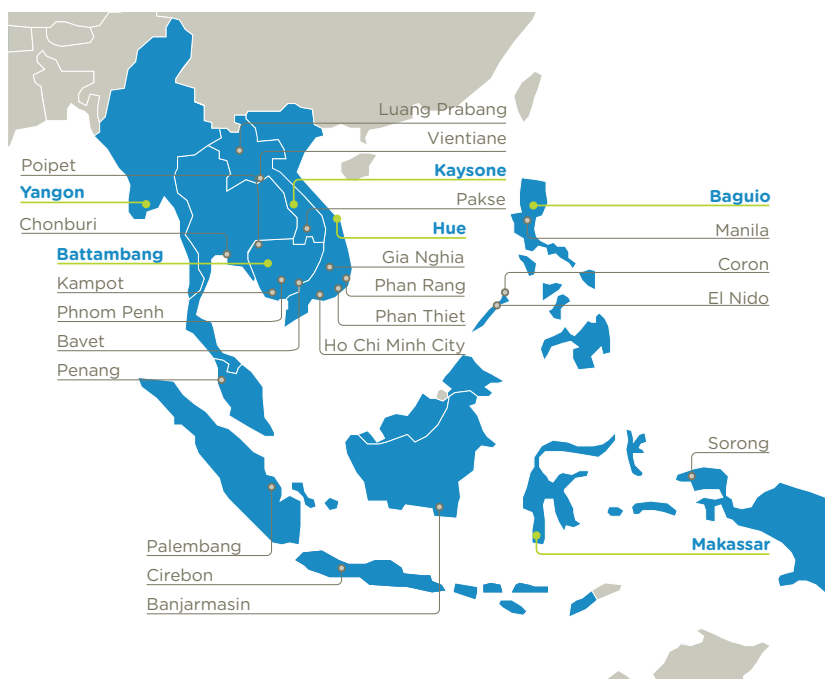 Luang Prabang
Vientiane
Poipet
Kaysone
Yangon
Pakse
Baguio
Chonburi
Hue
Manila
Battambang
Gia Nghia
Coron
Kampot
Phan Rang
El Nido
Phnom Penh
Phan Thiet
Bavet
Ho Chi Minh City
Penang
Sorong
Palembang
Makassar
Cirebon
Banjarmasin